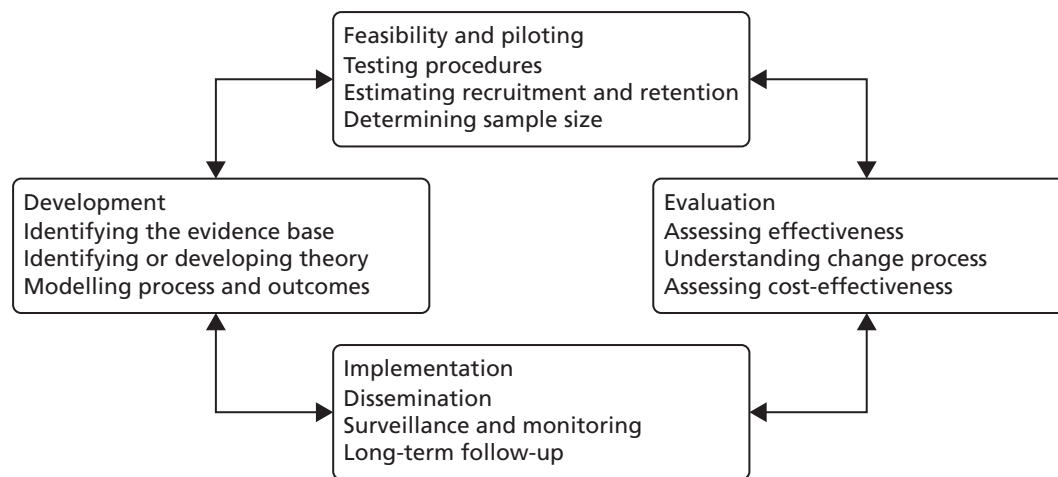 Feasibility and piloting
Testing procedures
Estimating recruitment and retention
Determining sample size
Development
Identifying the evidence base
Identifying or developing theory
Modelling process and outcomes
Evaluation
Assessing effectiveness
Understanding change process
Assessing cost-effectiveness
Implementation
Dissemination
Surveillance and monitoring
Long-term follow-up